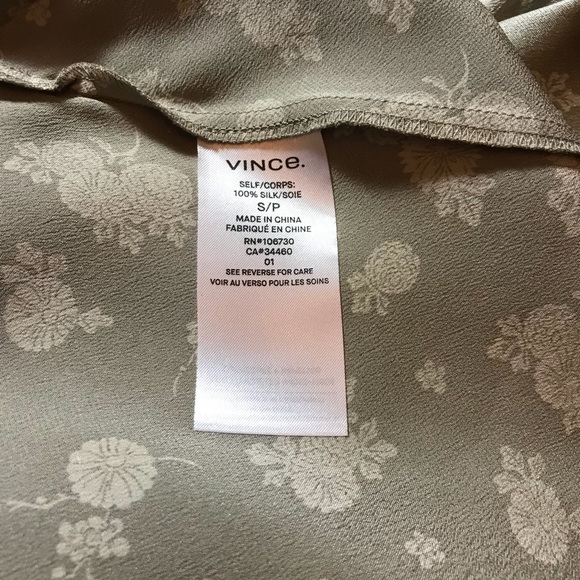 VINCe.
SELF/CORPS:
100% SILK/SOIE
S/P
MADE IN CHINA
FABRIQUÉ EN CHINE
RN#106730
CA#34460
01
SEE REVERSE FOR CARE
VOIR AU VERSO POUR LES SOINS